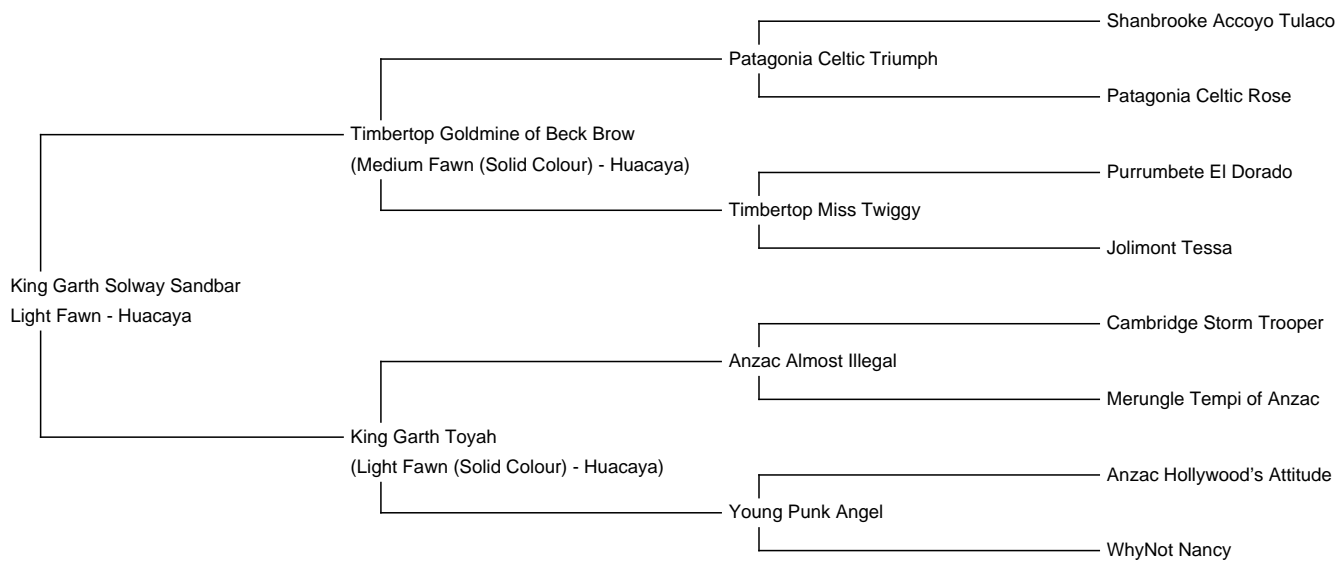 Shanbrooke Accoyo Tulaco
Patagonia Celtic Triumph
Patagonia Celtic Rose
Timbertop Goldmine of Beck Brow
(Medium Fawn (Solid Colour) - Huacaya)
Purrumbete El Dorado
Timbertop Miss Twiggy
Jolimont Tessa
King Garth Solway Sandbar
Light Fawn - Huacaya
Cambridge Storm Trooper
Anzac Almost Illegal
Merungle Tempi of Anzac
King Garth Toyah
(Light Fawn (Solid Colour) - Huacaya)
Anzac Hollywood's Attitude
Young Punk Angel
WhyNot Nancy